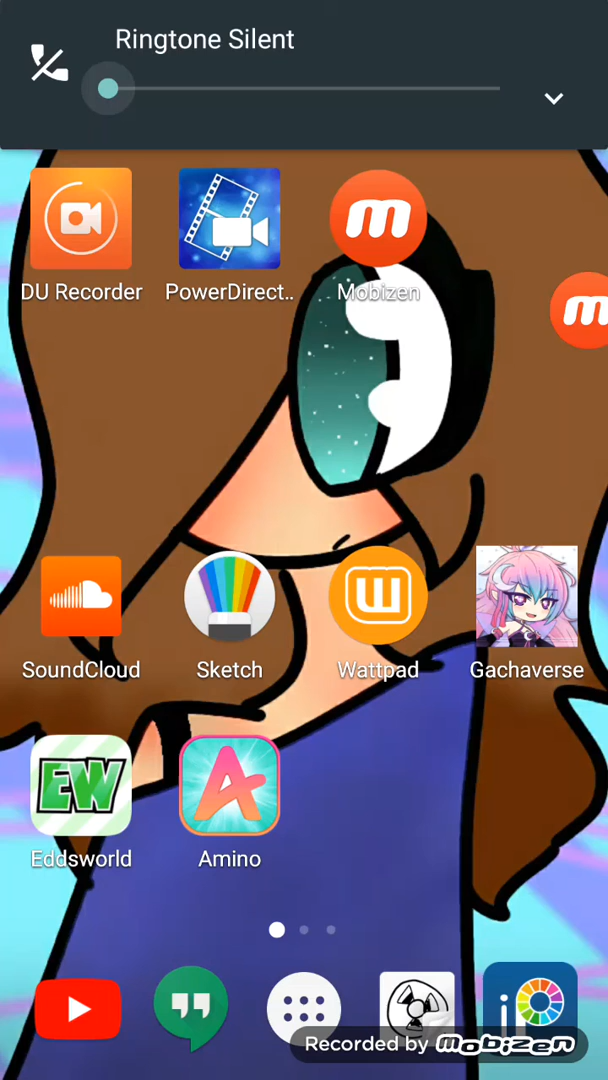 Ringtone Silent
DU Recorder
PowerDirect..
Mobizen
SoundCloud
Sketch
Wattpad
Gachaverse
EW
Eddsworld
A
Amino
Recorded by mobizen